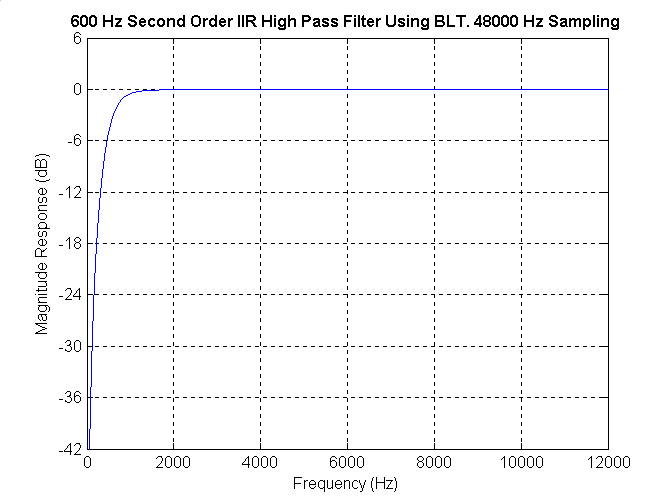 600 Hz Second Order IIR High Pass Filter Using BLT. 48000 Hz Sampling
6
0
-6
-12
-18
-24
-30
-36
-42
Magnitude Response (dB)
0 2000 4000 6000 8000 10000 12000
Frequency (Hz)